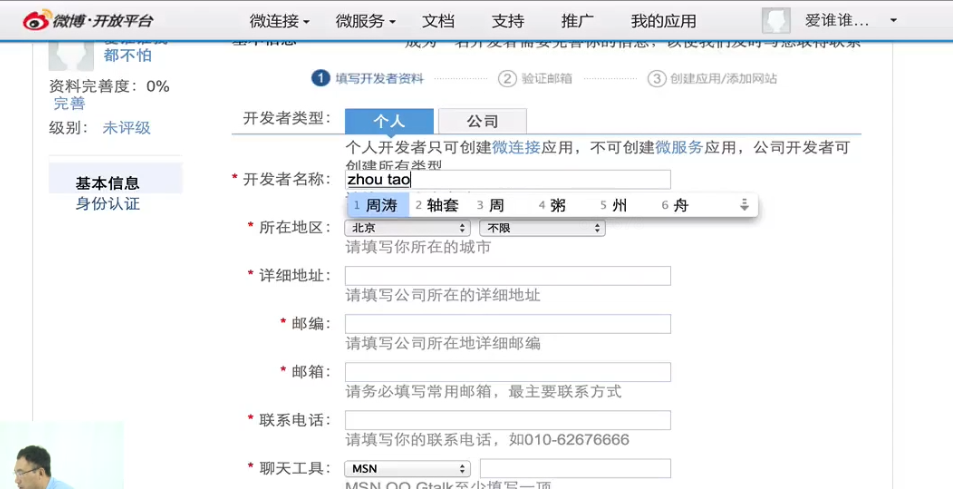 微博·开放平台 微连接 微服务 文档 支持 推广 我的应用 爱谁谁...
基本信息 成为一名开发者需要完善你的信息，以便我们及时与您取得联系
爱谁谁我
都不怕
资料完善度：0%
完善
级别： 未评级
基本信息
身份认证
1 填写开发者资料 2 验证邮箱 3 创建应用/添加网站
开发者类型： 个人 公司
个人开发者只可创建微连接应用，不可创建微服务应用，公司开发者可
创建所有类型
* 开发者名称： zhou tao
1 周涛 2 轴套 3 周 4 粥 5 州 6 舟
* 所在地区： 北京 不限
请填写你所在的城市
* 详细地址：
请填写公司所在的详细地址
* 邮编：
请填写公司所在地详细邮编
* 邮箱：
请务必填写常用邮箱，最主要联系方式
* 联系电话：
请填写你的联系电话，如010-62676666
* 聊天工具： MSN
MSN,QQ,Gtalk至少填写一项